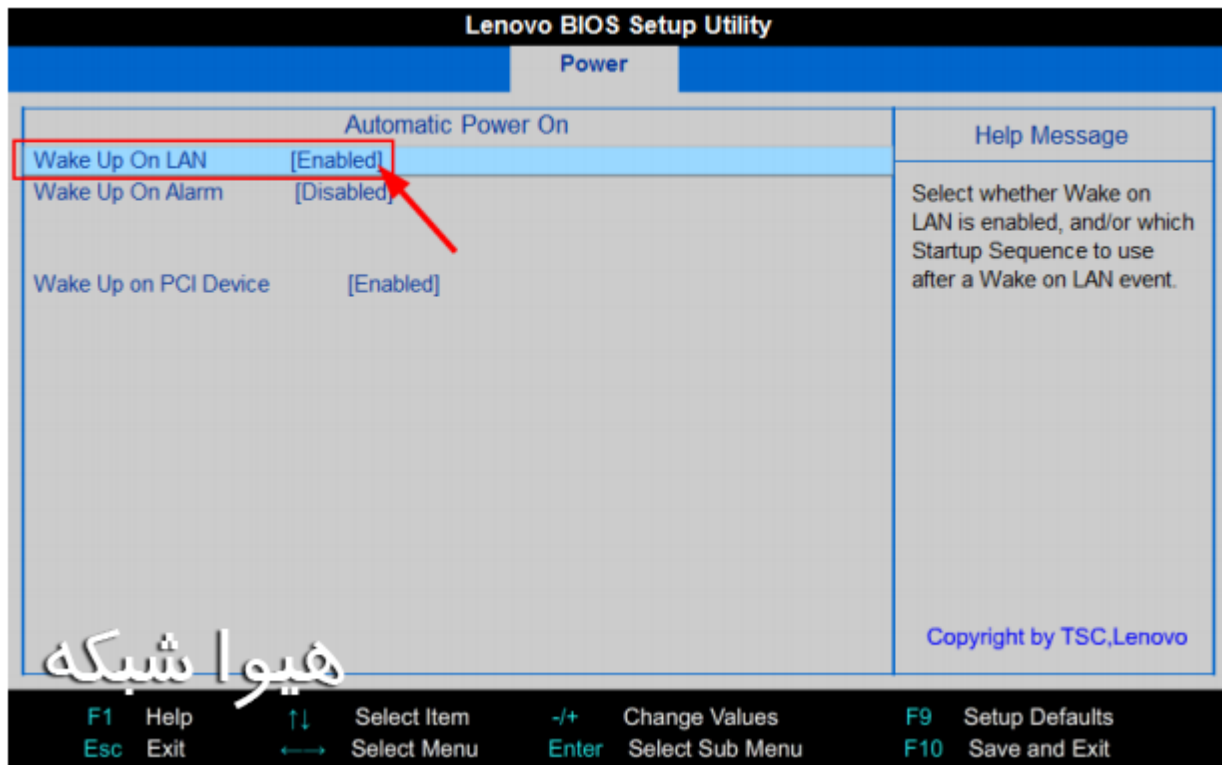 Lenovo BIOS Setup Utility
Power
Automatic Power On
Wake Up On LAN [Enabled]
Wake Up On Alarm [Disabled]
Wake Up on PCI Device [Enabled]
Help Message
Select whether Wake on
LAN is enabled, and/or which
Startup Sequence to use
after a Wake on LAN event.
Copyright by TSC,Lenovo
هیوا شبکه
F1 Help ↑↓ Select Item -/+ Change Values F9 Setup Defaults
Esc Exit ←→ Select Menu Enter Select Sub Menu F10 Save and Exit